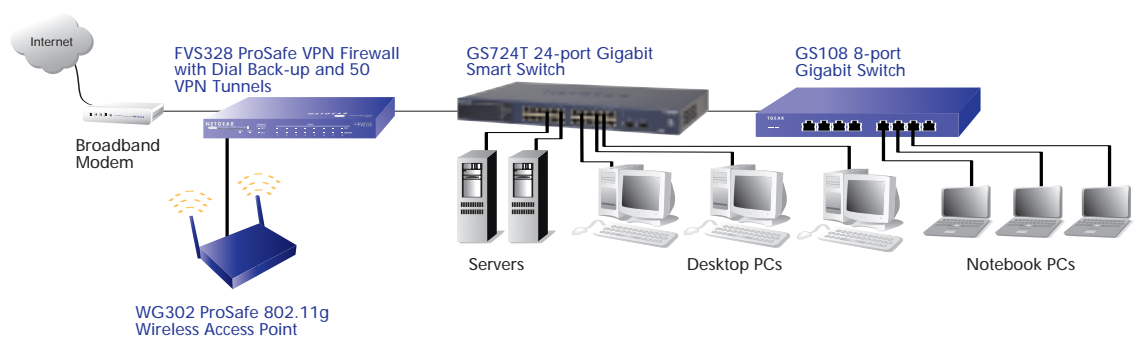 Internet
FVS328 ProSafe VPN Firewall
with Dial Back-up and 50
VPN Tunnels
GS724T 24-port Gigabit
Smart Switch
GS108 8-port
Gigabit Switch
NETGEAR
TGEAR
Broadband
Modem
Servers
Desktop PCs
Notebook PCs
WG302 ProSafe 802.11g
Wireless Access Point